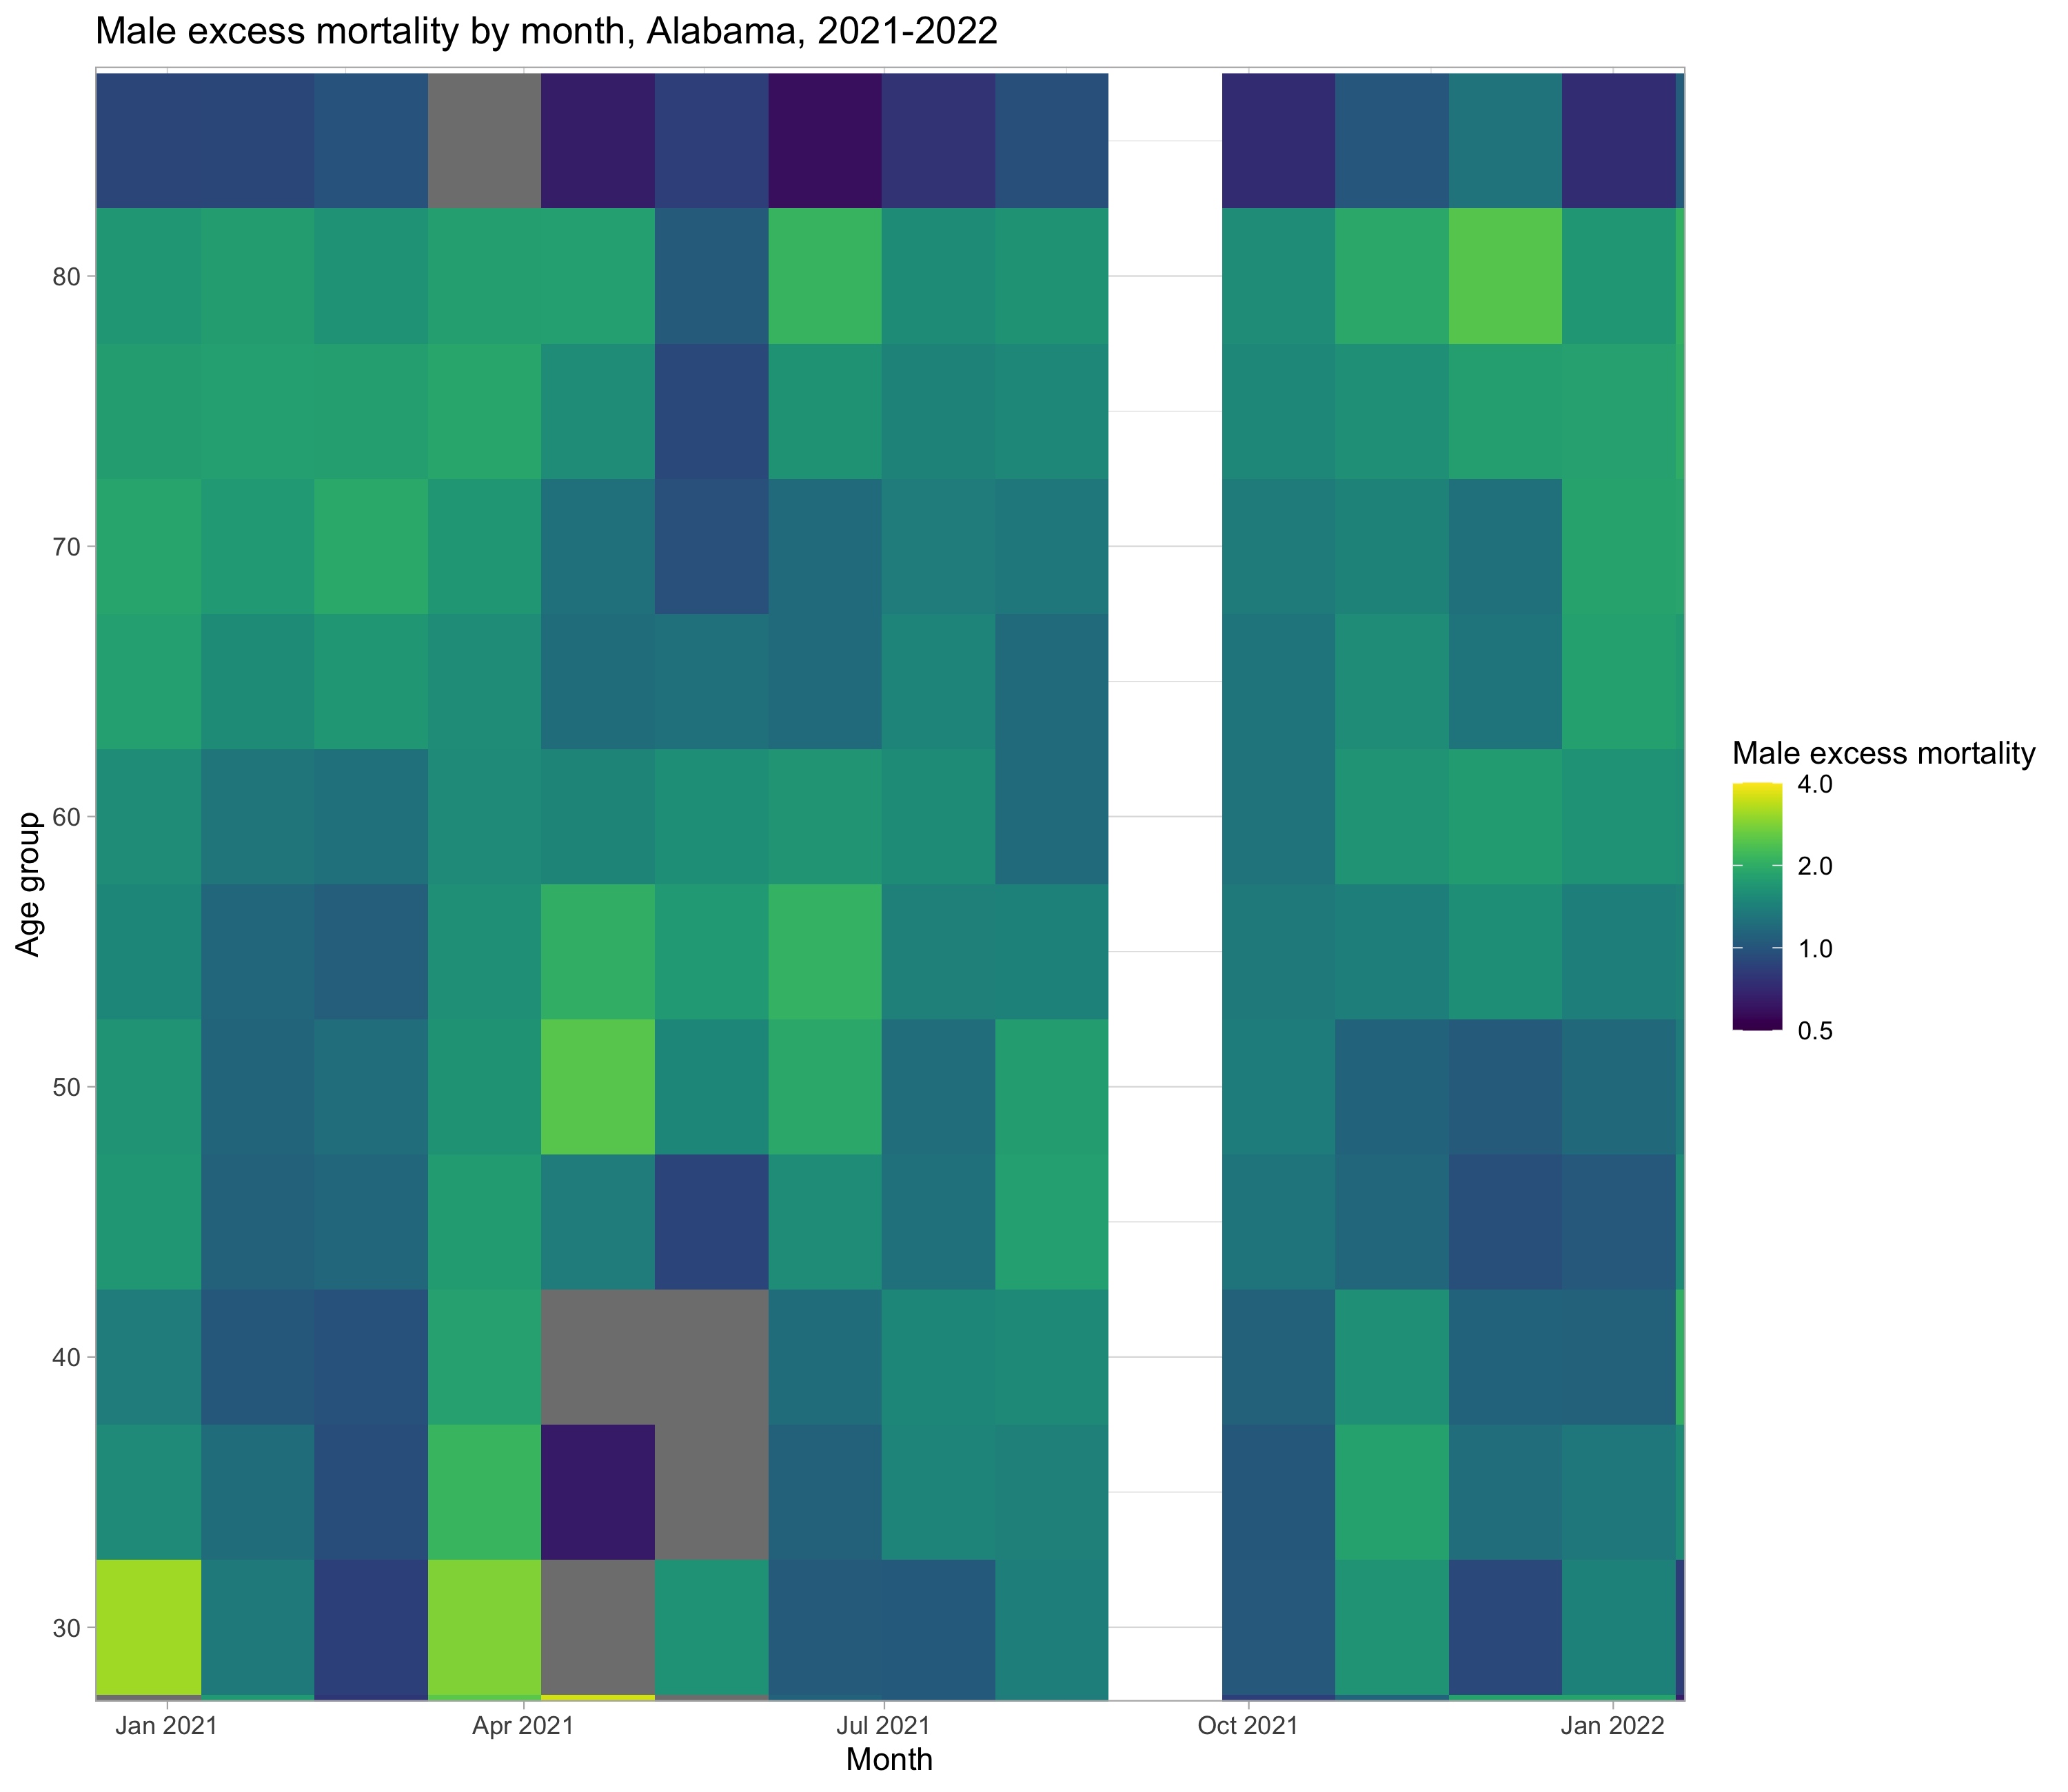 Male excess mortality by month, Alabama, 2021-2022
80
70
60
50
40
30
Age group
Jan 2021
Apr 2021
Jul 2021
Oct 2021
Jan 2022
Month
Male excess mortality
4.0
2.0
1.0
0.5